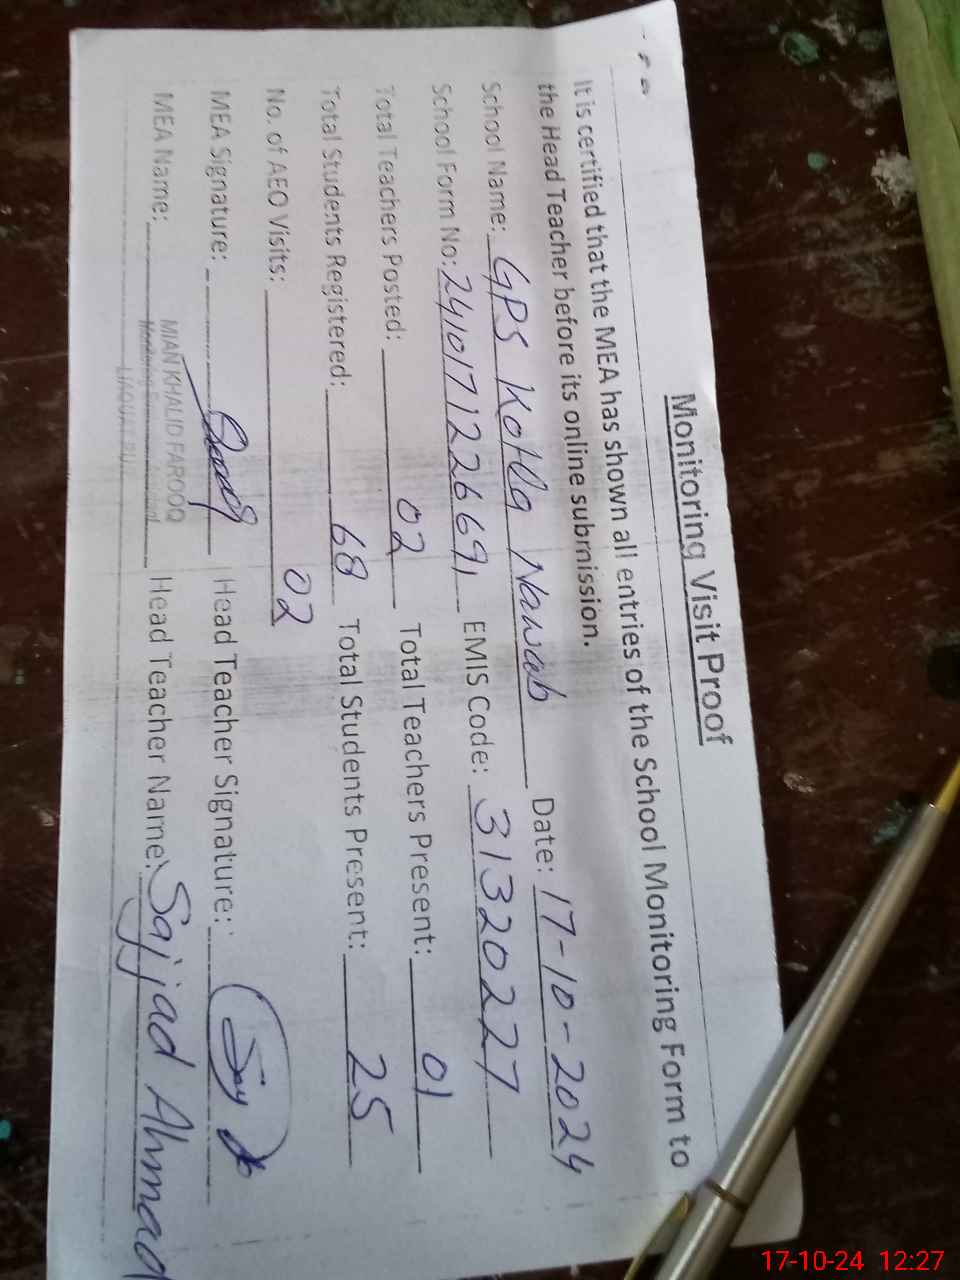 Monitoring Visit Proof
It is certified that the MEA has shown all entries of the School Monitoring Form to
the Head Teacher before its online submission.
School Name: GPS Kotla Nawab Date: 17-10-2024
School Form No: 2410171226691 EMIS Code: 31320227
Total Teachers Posted: 02 Total Teachers Present: 01
Total Students Registered: 68 Total Students Present: 25
No. of AEO Visits: 02
MEA Signature: Head Teacher Signature:
MEA Name: MIAN KHALID FAROOQ Head Teacher Name: Sajjad Ahmad
LIAQUATPUR
17-10-24 12:27